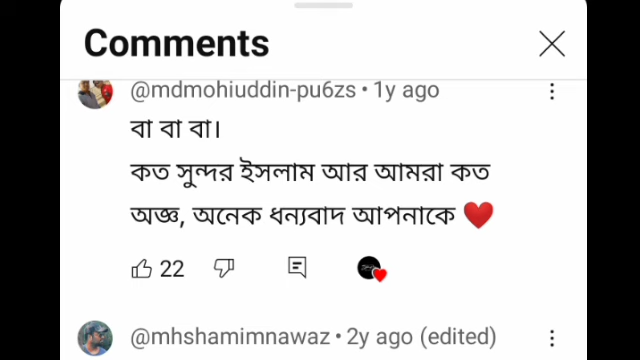 Comments
@mdmohiuddin-pu6zs • 1y ago
বা বা বা।
কত সুন্দর ইসলাম আর আমরা কত
অজ্ঞ, অনেক ধন্যবাদ আপনাকে ❤️
22
@mhshamimnawaz • 2y ago (edited)